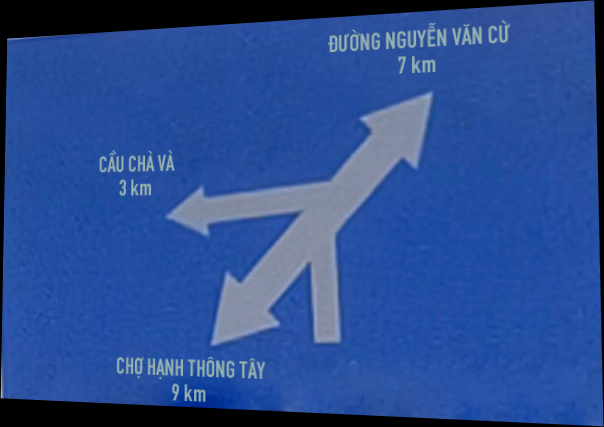 ĐƯỜNG NGUYỄN VĂN CỪ
7 km
CẦU CHÀ VÀ
3 km
CHỢ HẠNH THÔNG TÂY
9 km